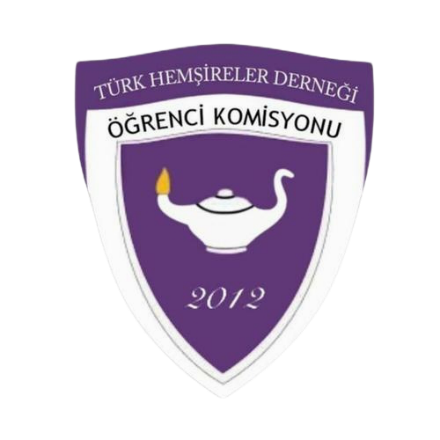 TÜRK HEMŞİRELER DERNEĞİ
ÖĞRENCİ KOMİSYONU
2012